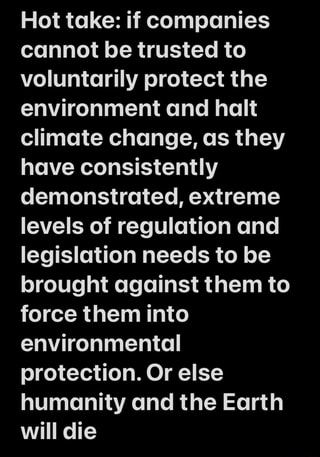 Hot take: if companies
cannot be trusted to
voluntarily protect the
environment and halt
climate change, as they
have consistently
demonstrated, extreme
levels of regulation and
legislation needs to be
brought against them to
force them into
environmental
protection. Or else
humanity and the Earth
will die